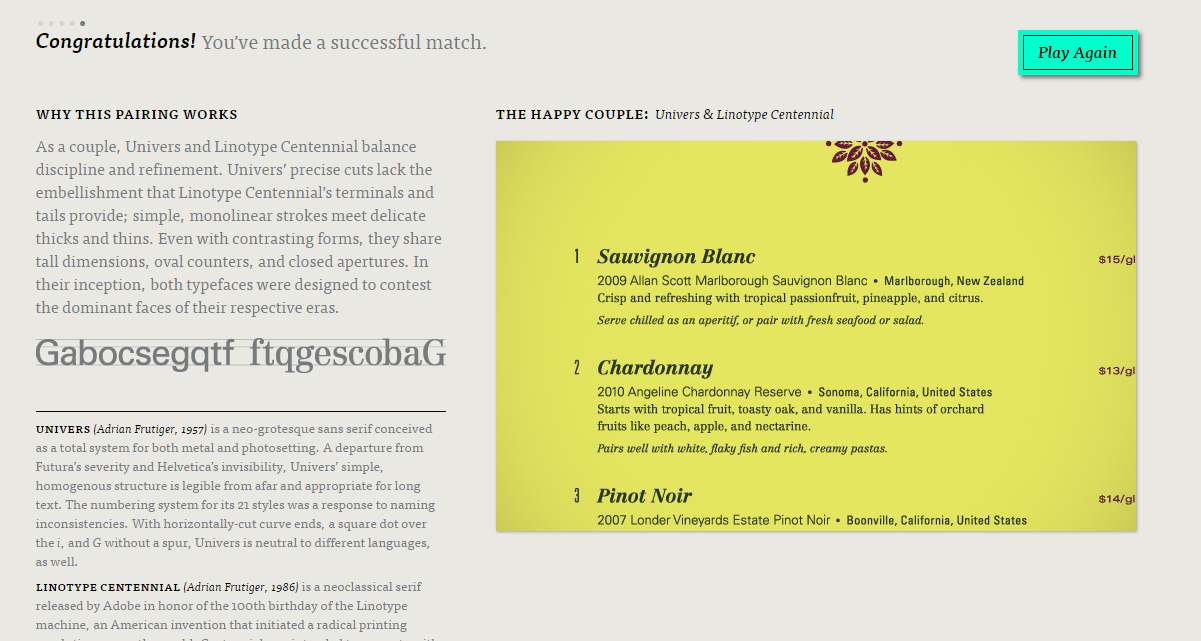 Congratulations! You've made a successful match.
Play Again
WHY THIS PAIRING WORKS
As a couple, Univers and Linotype Centennial balance
discipline and refinement. Univers' precise cuts lack the
embellishment that Linotype Centennial's terminals and
tails provide; simple, monolinear strokes meet delicate
thicks and thins. Even with contrasting forms, they share
tall dimensions, oval counters, and closed apertures. In
their inception, both typefaces were designed to contest
the dominant faces of their respective eras.
Gabocsegqtf ftqgescobaG
UNIVERS (Adrian Frutiger, 1957) is a neo-grotesque sans serif conceived
as a total system for both metal and photosetting. A departure from
Futura's severity and Helvetica's invisibility, Univers' simple,
homogenous structure is legible from afar and appropriate for long
text. The numbering system for its 21 styles was a response to naming
inconsistencies. With horizontally-cut curve ends, a square dot over
the i, and G without a spur, Univers is neutral to different languages,
as well.
LINOTYPE CENTENNIAL (Adrian Frutiger, 1986) is a neoclassical serif
released by Adobe in honor of the 100th birthday of the Linotype
machine, an American invention that initiated a radical printing
THE HAPPY COUPLE: Univers & Linotype Centennial
1 Sauvignon Blanc $15/gl
2009 Allan Scott Marlborough Sauvignon Blanc • Marlborough, New Zealand
Crisp and refreshing with tropical passionfruit, pineapple, and citrus.
Serve chilled as an aperitif, or pair with fresh seafood or salad.
2 Chardonnay $13/gl
2010 Angeline Chardonnay Reserve • Sonoma, California, United States
Starts with tropical fruit, toasty oak, and vanilla. Has hints of orchard
fruits like peach, apple, and nectarine.
Pairs well with white, flaky fish and rich, creamy pastas.
3 Pinot Noir $14/gl
2007 Londer Vineyards Estate Pinot Noir • Boonville, California, United States